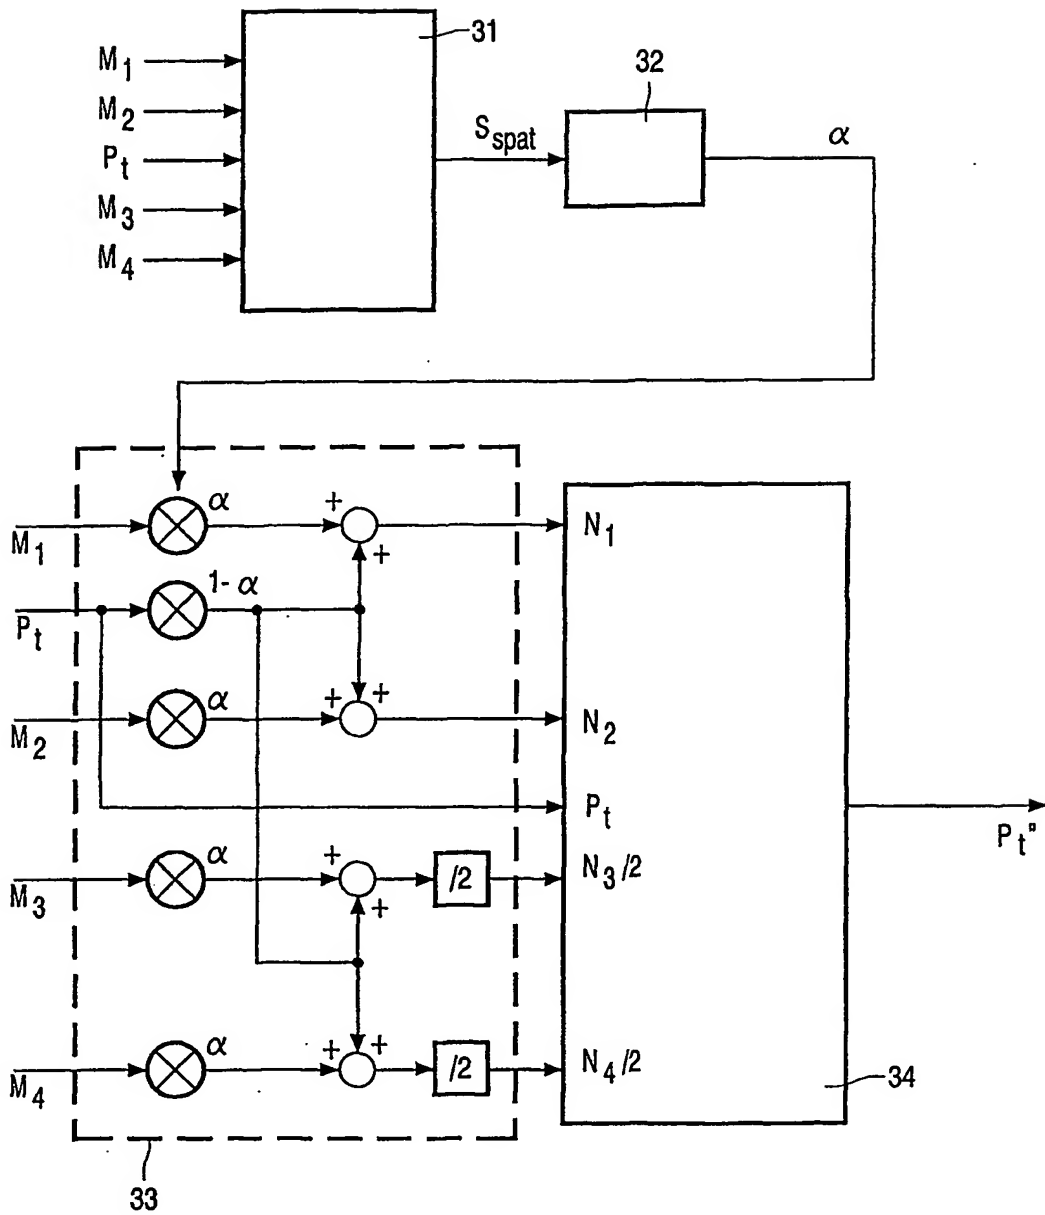 31
M1
M2
Pt
M3
M4
Sspat
32
α
M1
α
+
+
N1
Pt
1-α
M2
α
+
+
N2
Pt
Pt"
M3
α
+
+
/2
N3/2
M4
α
+
+
/2
N4/2
34
33